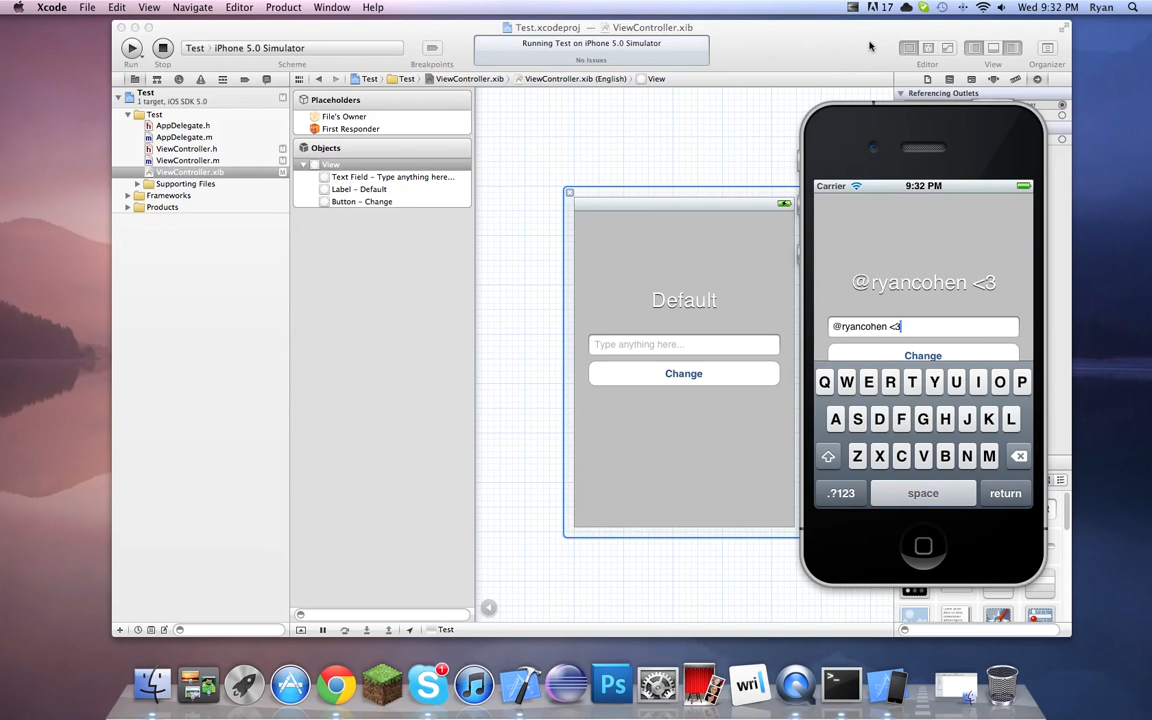 Xcode File Edit View Navigate Editor Product Window Help
17 Wed 9:32 PM Ryan
Test.xcodeproj — ViewController.xib
Test iPhone 5.0 Simulator
Running Test on iPhone 5.0 Simulator
No Issues
Run Stop Scheme Breakpoints Editor View Organizer
Test Test ViewController.xib ViewController.xib (English) View
Test
1 target, iOS SDK 5.0
M
Test
AppDelegate.h
AppDelegate.m
ViewController.h M
ViewController.m M
ViewController.xib M
Supporting Files
Frameworks
Products
Placeholders
File's Owner
First Responder
Objects
View
Text Field – Type anything here...
Label – Default
Button – Change
Default
Type anything here...
Change
Referencing Outlets
Carrier 9:32 PM
@ryancohen <3
@ryancohen <3
Change
Q W E R T Y U I O P
A S D F G H J K L
Z X C V B N M
.?123 space return
Test
1
Ps
wri